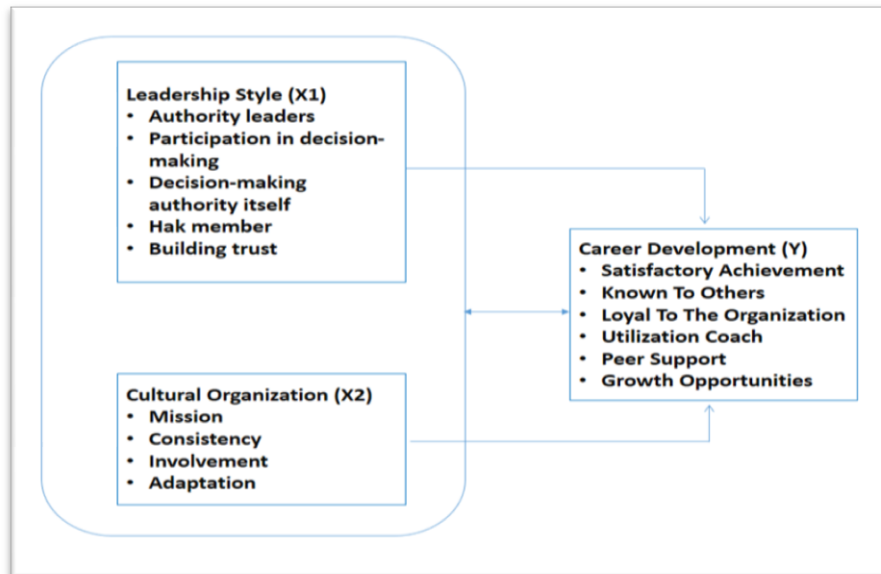 Leadership Style (X1)
• Authority leaders
• Participation in decision-
making
• Decision-making
authority itself
• Hak member
• Building trust
Career Development (Y)
• Satisfactory Achievement
• Known To Others
• Loyal To The Organization
• Utilization Coach
• Peer Support
• Growth Opportunities
Cultural Organization (X2)
• Mission
• Consistency
• Involvement
• Adaptation